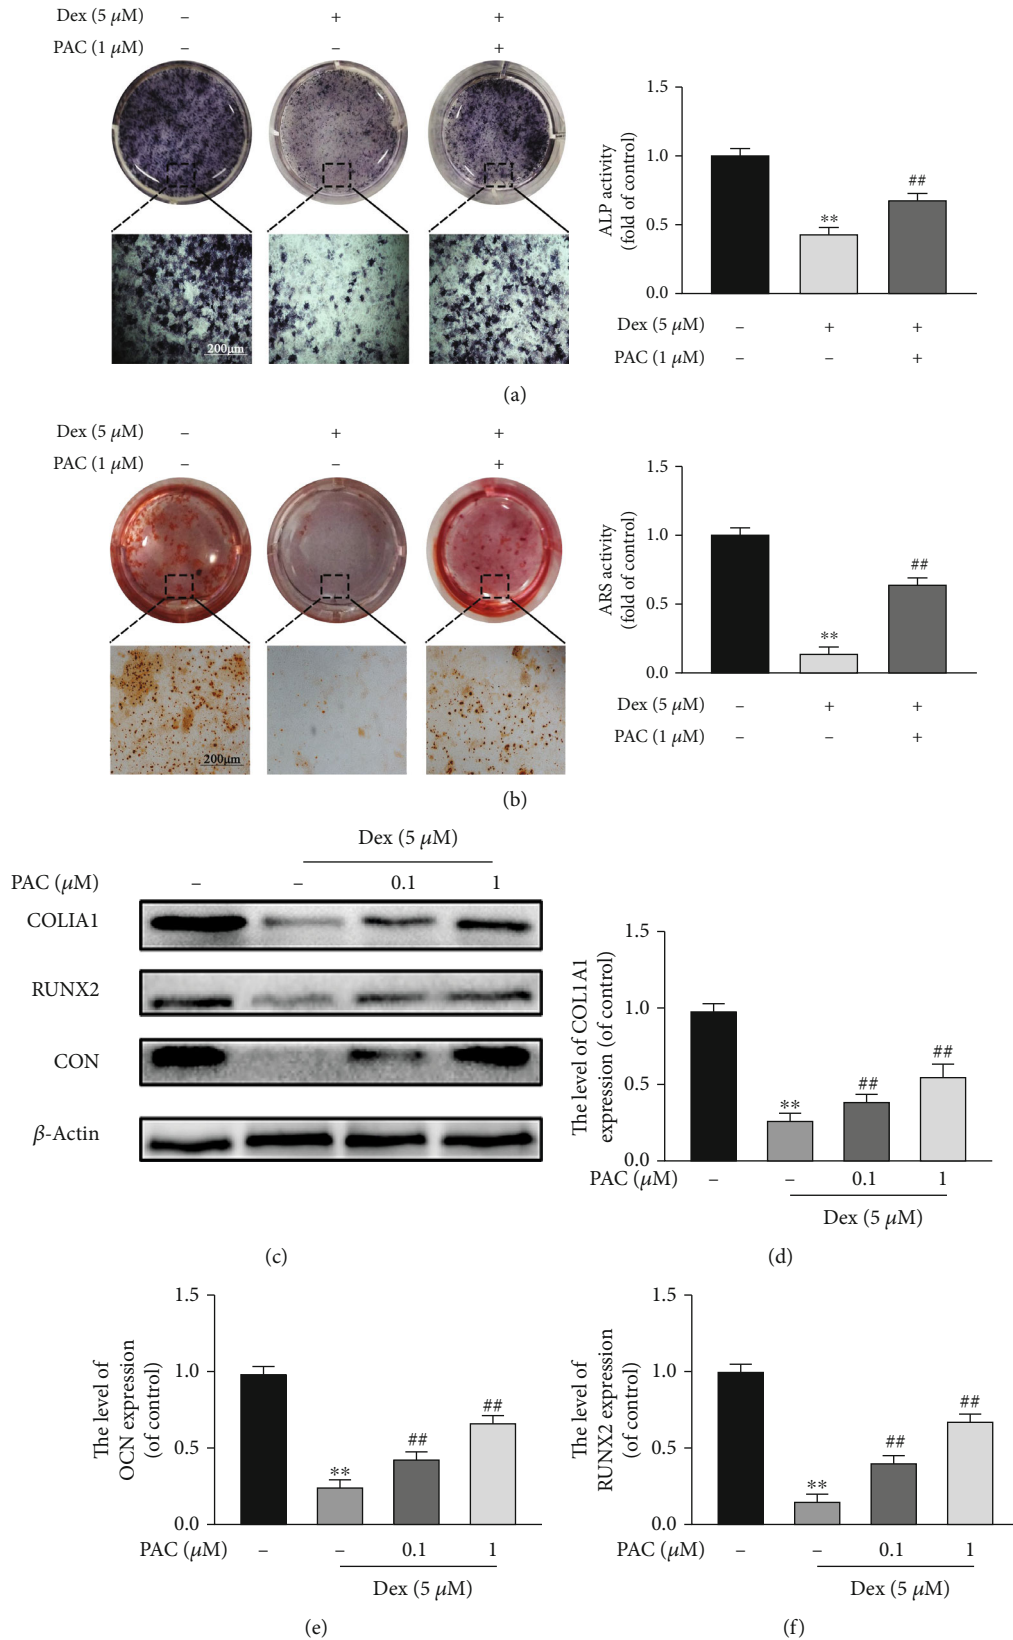 Dex (5 μM) – + +
PAC (1 μM) – – +
200μm
1.5
1.0
0.5
0.0
ALP activity
(fold of control)
**
##
Dex (5 μM) – + +
PAC (1 μM) – – +
(a)
Dex (5 μM) – + +
PAC (1 μM) – – +
200μm
1.5
1.0
0.5
0.0
ARS activity
(fold of control)
**
##
Dex (5 μM) – + +
PAC (1 μM) – – +
(b)
Dex (5 μM)
PAC (μM) – – 0.1 1
COLIA1
RUNX2
CON
β-Actin
(c)
The level of COL1A1
expression (of control)
1.5
1.0
0.5
0.0
**
##
##
PAC (μM) – – 0.1 1
Dex (5 μM)
(d)
The level of
OCN expression
(of control)
1.5
1.0
0.5
0.0
**
##
##
PAC (μM) – – 0.1 1
Dex (5 μM)
(e)
The level of
RUNX2 expression
(of control)
1.5
1.0
0.5
0.0
**
##
##
PAC (μM) – – 0.1 1
Dex (5 μM)
(f)